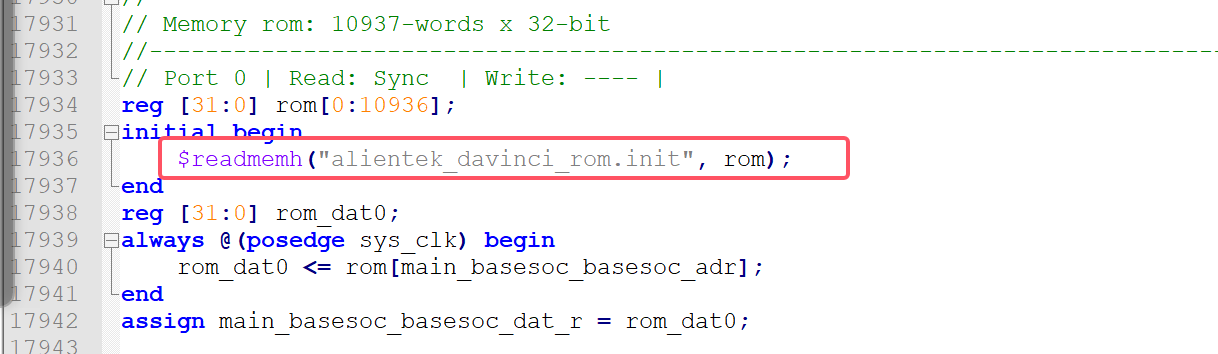 17931 // Memory rom: 10937-words x 32-bit
17932 //------------------------------------------------------------------------------
17933 // Port 0 | Read: Sync  | Write: ---- |
17934 reg [31:0] rom[0:10936];
17935 initial begin
17936     $readmemh("alientek_davinci_rom.init", rom);
17937 end
17938 reg [31:0] rom_dat0;
17939 always @(posedge sys_clk) begin
17940     rom_dat0 <= rom[main_basesoc_basesoc_adr];
17941 end
17942 assign main_basesoc_basesoc_dat_r = rom_dat0;
17943